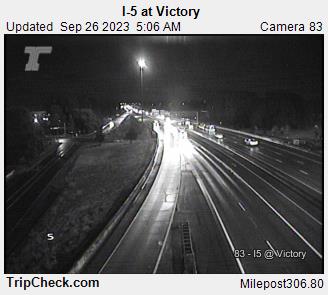 I-5 at Victory
Updated Sep 26 2023 5:06 AM Camera 83
T
S
83 - I5 @ Victory
TripCheck.com Milepost306.80